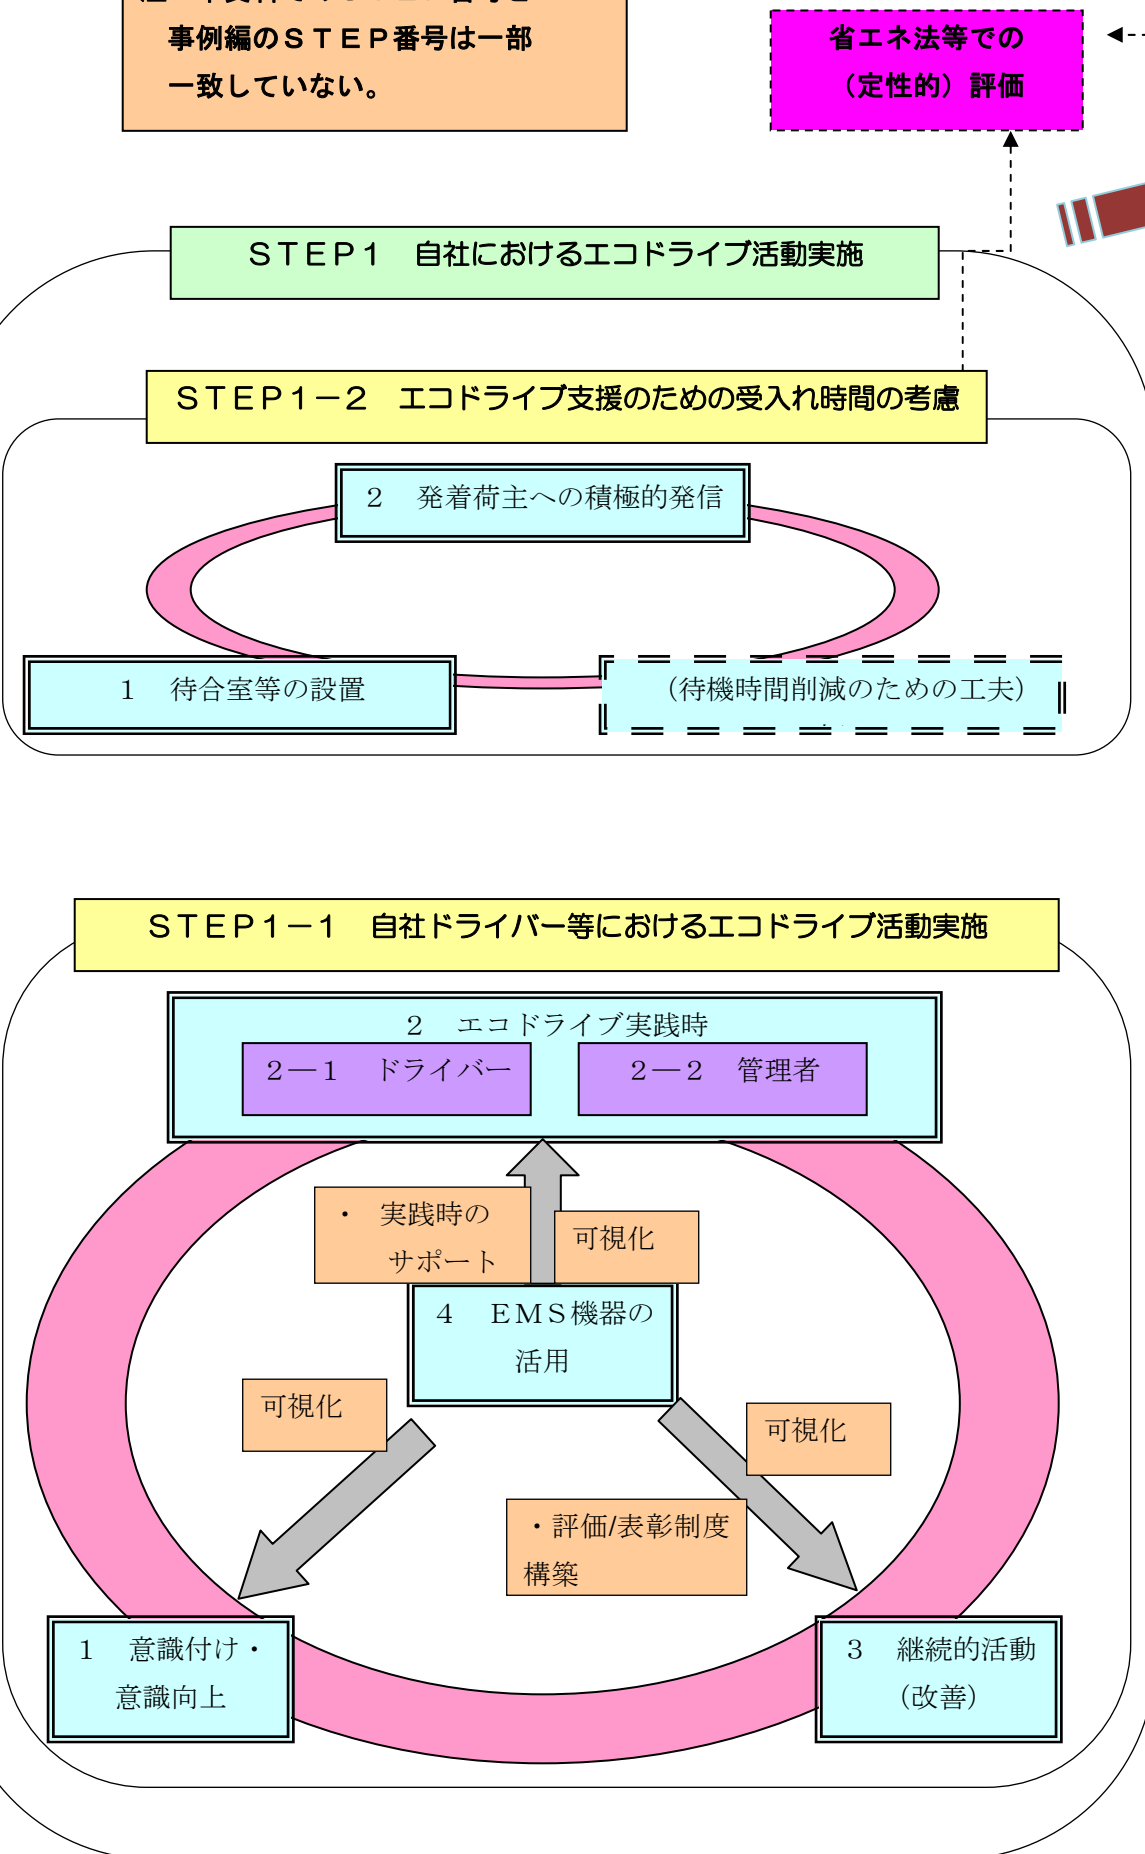 事例編のＳＴＥＰ番号は一部
一致していない。
省エネ法等での
（定性的）評価
ＳＴＥＰ１　自社におけるエコドライブ活動実施
ＳＴＥＰ１－２　エコドライブ支援のための受入れ時間の考慮
２　発着荷主への積極的発信
１　待合室等の設置
（待機時間削減のための工夫）
ＳＴＥＰ１－１　自社ドライバー等におけるエコドライブ活動実施
２　エコドライブ実践時
２―１　ドライバー
２―２　管理者
・　実践時の
サポート
可視化
４　ＥＭＳ機器の
活用
可視化
可視化
・評価/表彰制度
構築
１　意識付け・
意識向上
３　継続的活動
（改善）